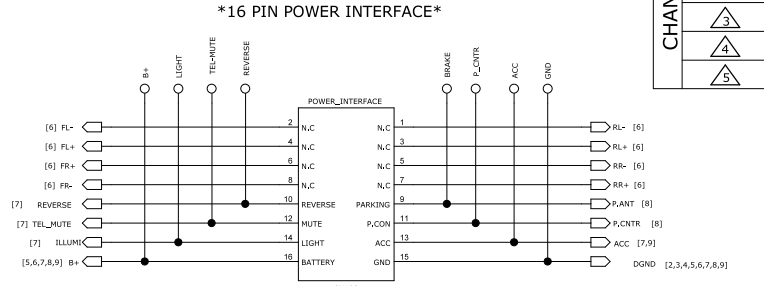 *16 PIN POWER INTERFACE*
CHAN
3
4
5
B+
LIGHT
TEL-MUTE
REVERSE
BRAKE
P_CNTR
ACC
GND
POWER_INTERFACE
[6] FL- 2 N.C N.C 1 RL- [6]
[6] FL+ 4 N.C N.C 3 RL+ [6]
[6] FR+ 6 N.C N.C 5 RR- [6]
[6] FR- 8 N.C N.C 7 RR+ [6]
[7] REVERSE 10 REVERSE PARKING 9 P.ANT [8]
[7] TEL_MUTE 12 MUTE P.CON 11 P.CNTR [8]
[7] ILLUMI 14 LIGHT ACC 13 ACC [7,9]
[5,6,7,8,9] B+ 16 BATTERY GND 15 DGND [2,3,4,5,6,7,8,9]